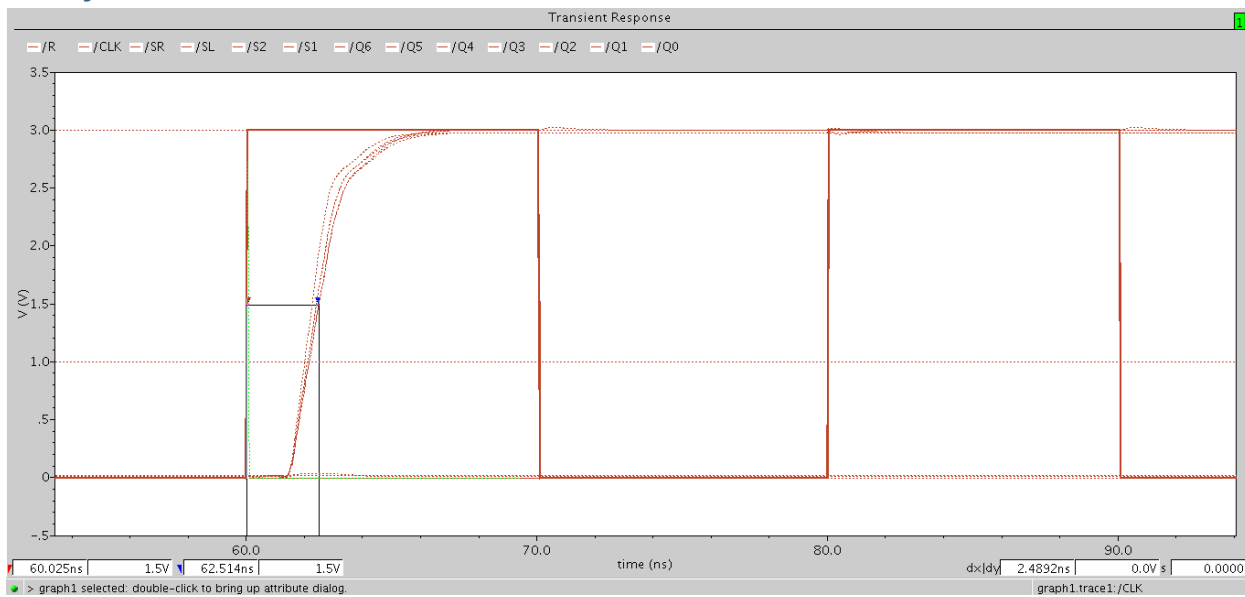 Transient Response
1
/R /CLK /SR /SL /S2 /S1 /Q6 /Q5 /Q4 /Q3 /Q2 /Q1 /Q0
3.5
3.0
2.5
2.0
V (V)
1.5
1.0
.5
0
-.5
60.0 70.0 80.0 90.0
time (ns)
60.025ns 1.5V 62.514ns 1.5V dx|dy 2.4892ns 0.0V s 0.0000
> graph1 selected: double-click to bring up attribute dialog. graph1.trace1:/CLK